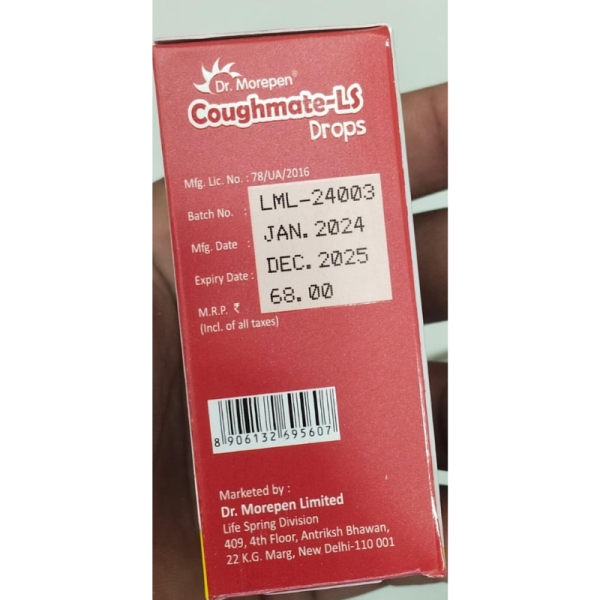 Dr. Morepen®
Coughmate-LS
Drops
Mfg. Lic. No. : 78/UA/2016
Batch No. : LML-24003
Mfg. Date : JAN. 2024
Expiry Date : DEC. 2025
M.R.P. ₹ 68.00
(Incl. of all taxes)
8 906132 695607
Marketed by :
Dr. Morepen Limited
Life Spring Division
409, 4th Floor, Antriksh Bhawan,
22 K.G. Marg, New Delhi-110 001